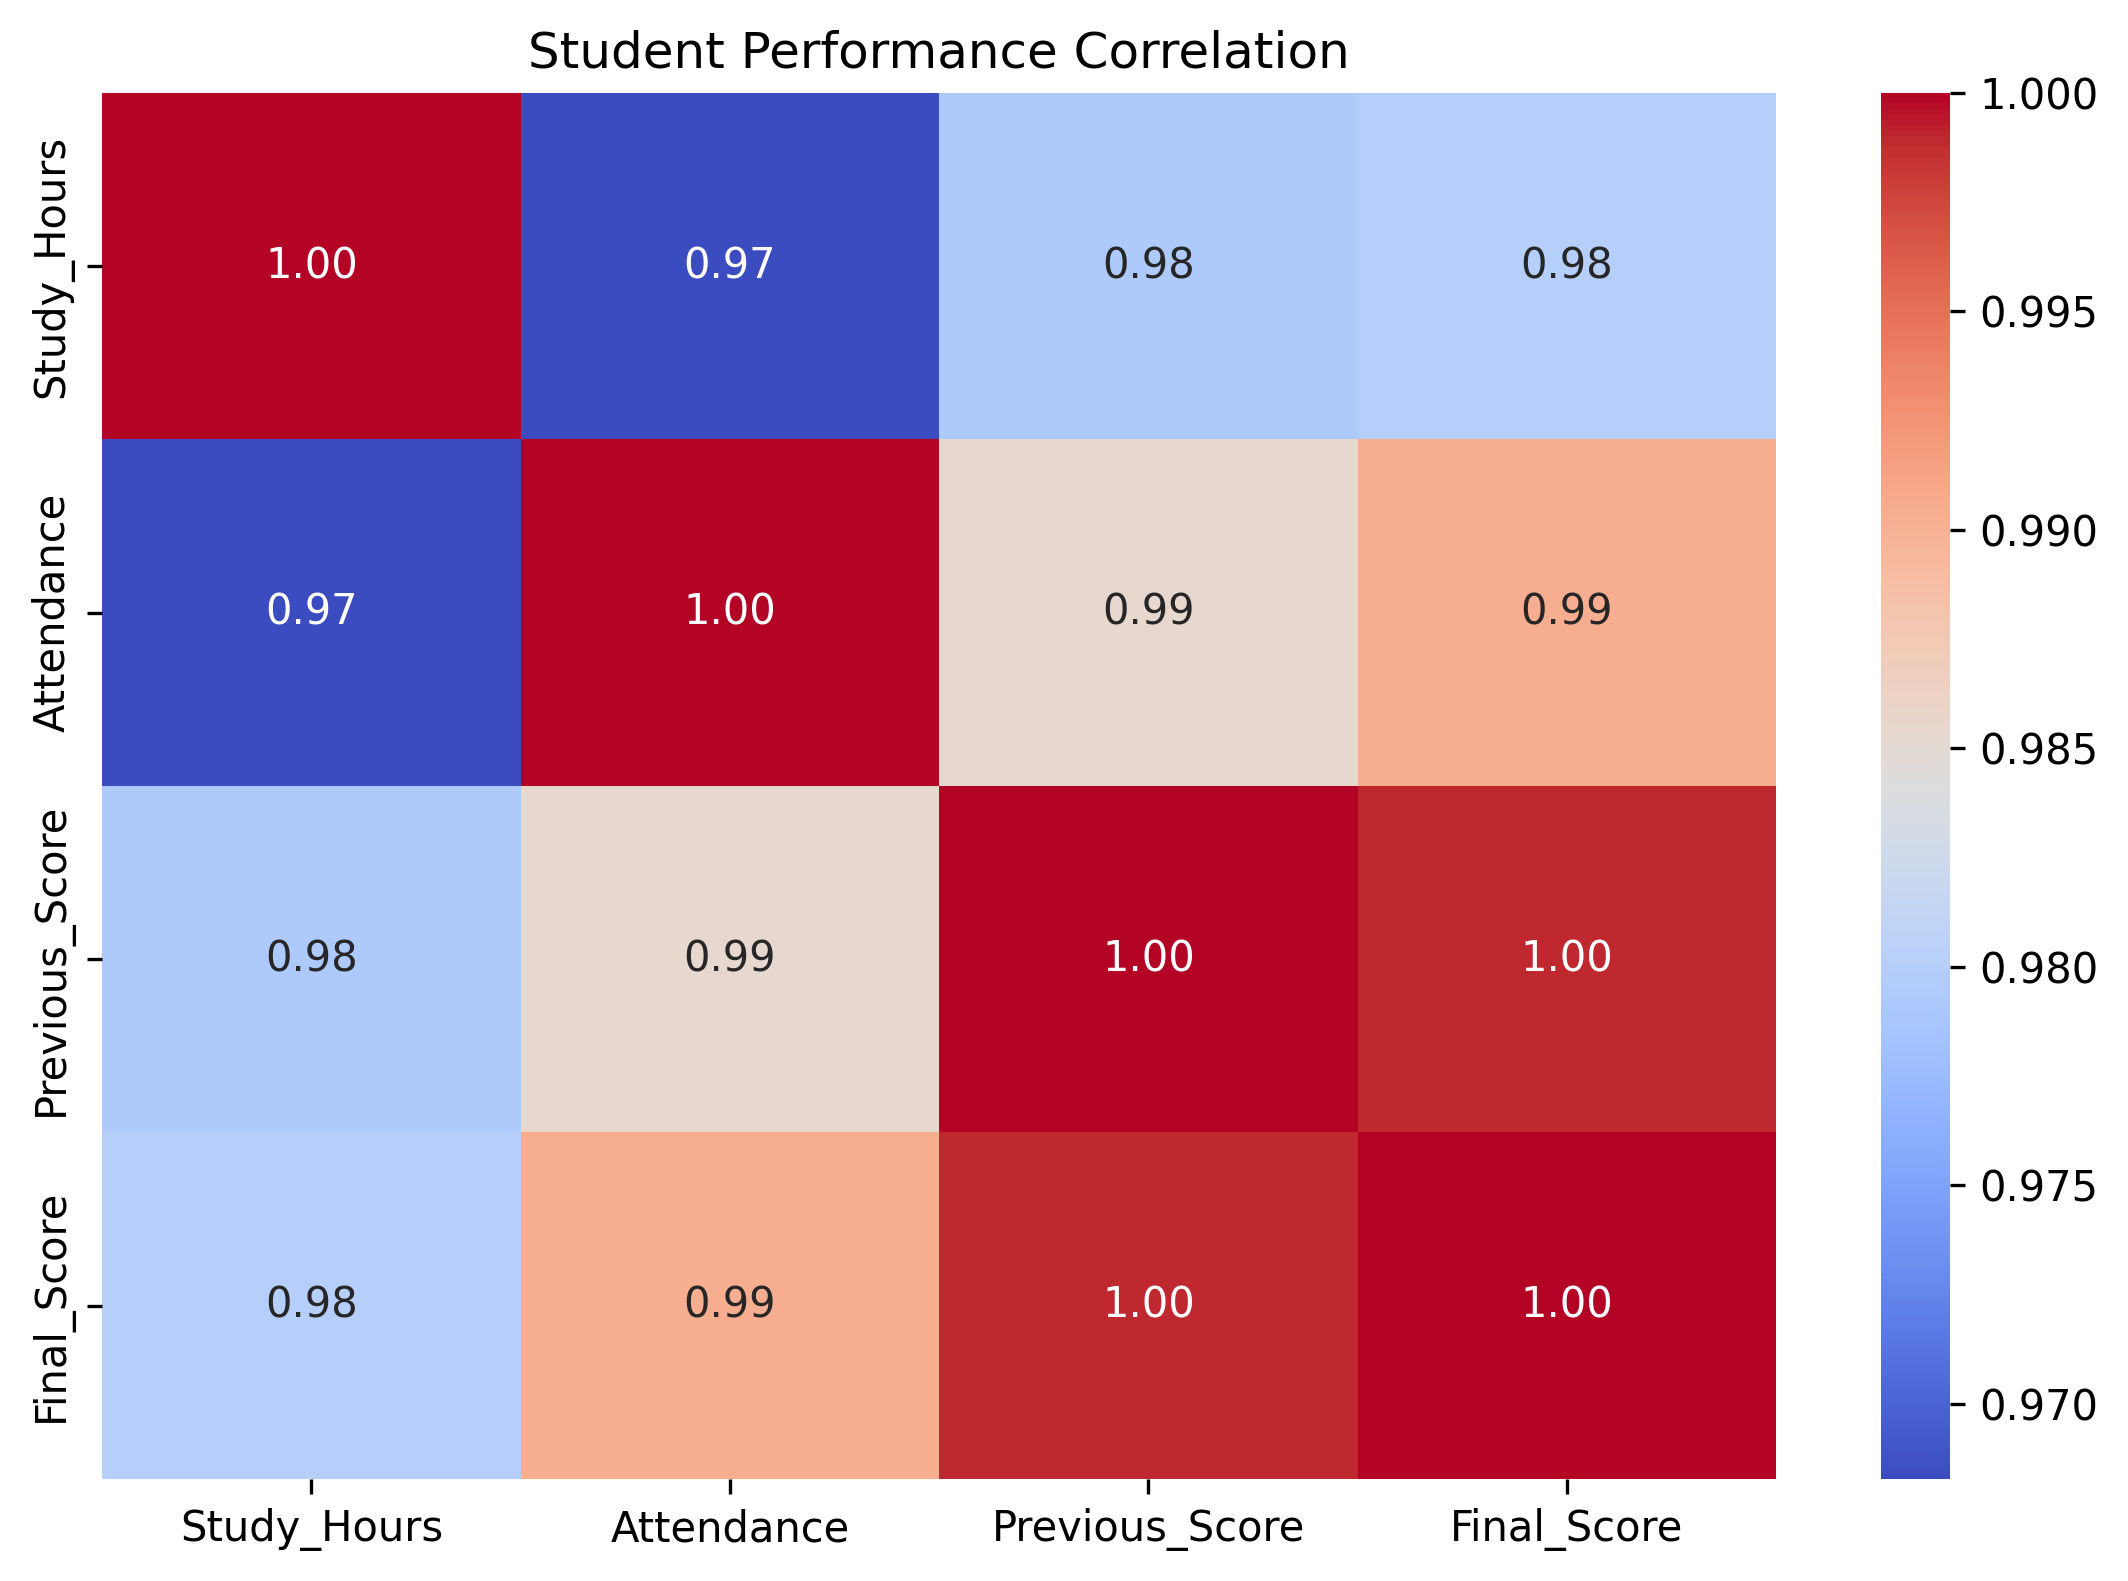 Student Performance Correlation
Study_Hours
1.00 0.97 0.98 0.98
Attendance
0.97 1.00 0.99 0.99
Previous_Score
0.98 0.99 1.00 1.00
Final_Score
0.98 0.99 1.00 1.00
Study_Hours Attendance Previous_Score Final_Score
1.000
0.995
0.990
0.985
0.980
0.975
0.970